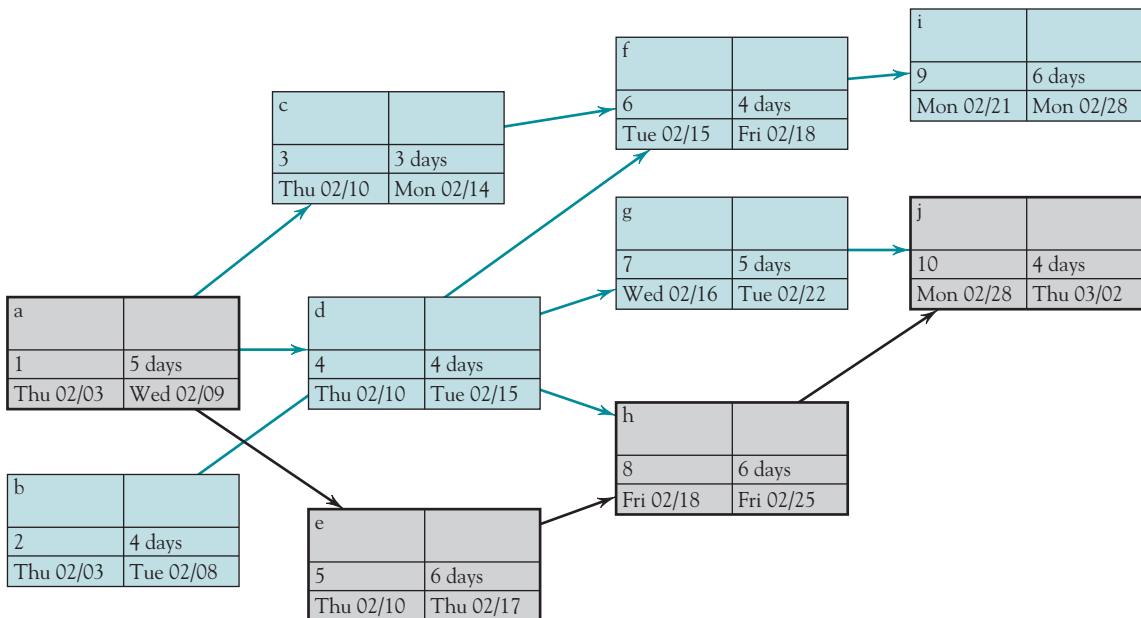 i
9 6 days
Mon 02/21 Mon 02/28
f
6 4 days
Tue 02/15 Fri 02/18
c
3 3 days
Thu 02/10 Mon 02/14
g
7 5 days
Wed 02/16 Tue 02/22
j
10 4 days
Mon 02/28 Thu 03/02
a
1 5 days
Thu 02/03 Wed 02/09
d
4 4 days
Thu 02/10 Tue 02/15
h
8 6 days
Fri 02/18 Fri 02/25
b
2 4 days
Thu 02/03 Tue 02/08
e
5 6 days
Thu 02/10 Thu 02/17